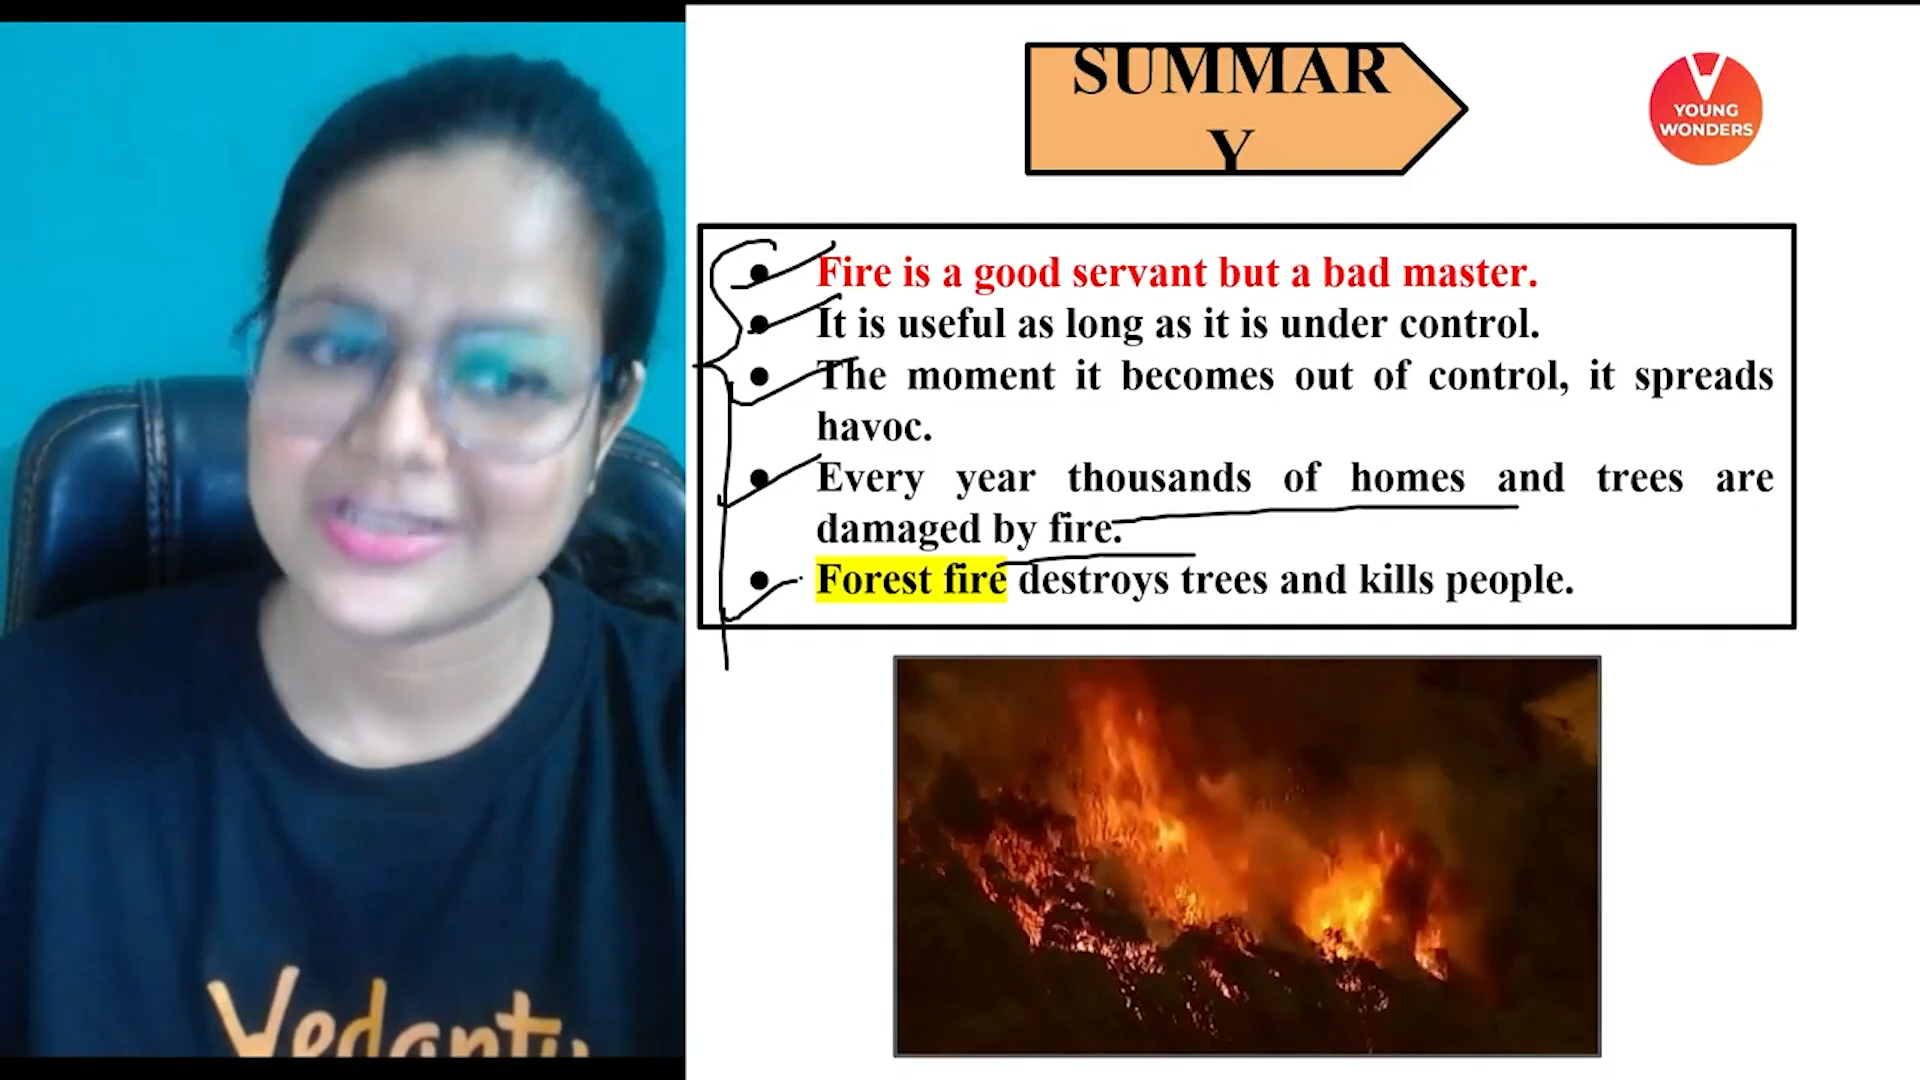 SUMMAR
Y
YOUNG
WONDERS
• Fire is a good servant but a bad master.
• It is useful as long as it is under control.
• The moment it becomes out of control, it spreads
havoc.
• Every year thousands of homes and trees are
damaged by fire.
• Forest fire destroys trees and kills people.
Vedantu